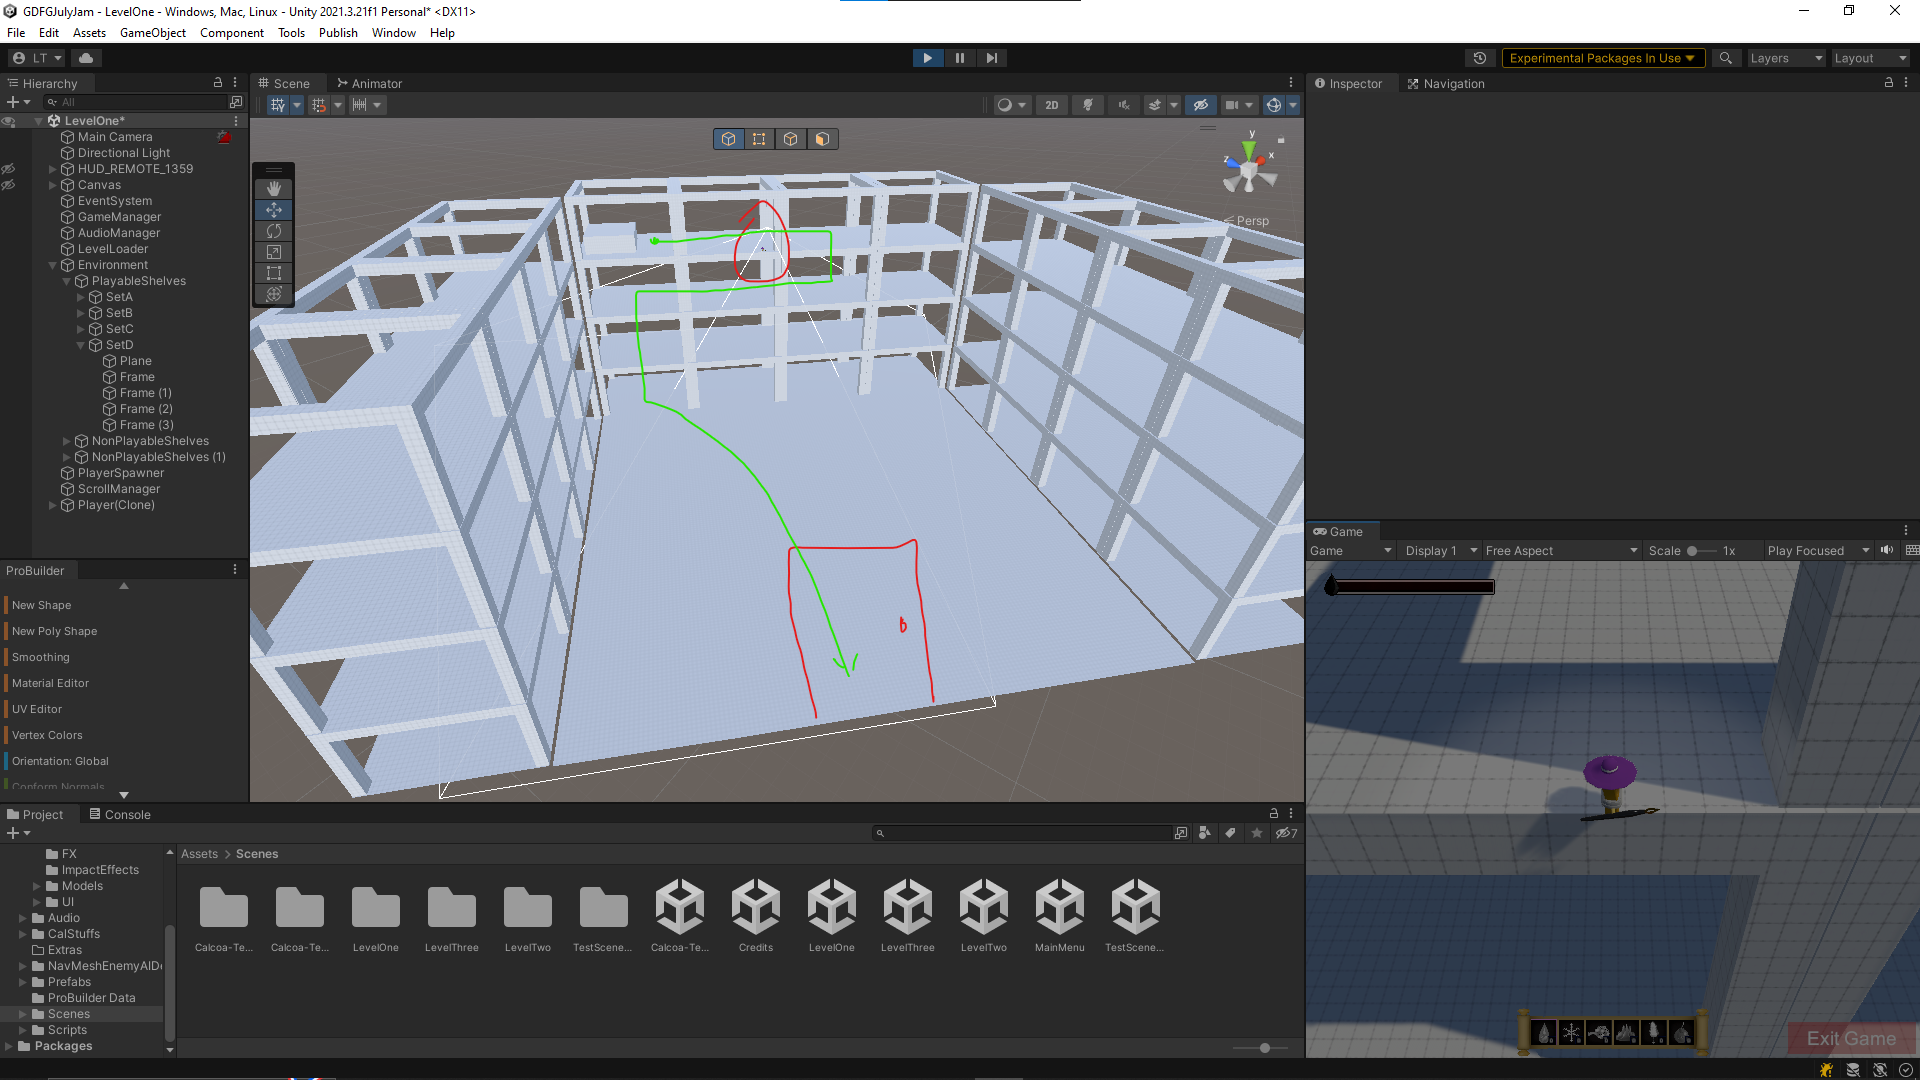 GDFGJulyJam - LevelOne - Windows, Mac, Linux - Unity 2021.3.21f1 Personal* <DX11>
File Edit Assets GameObject Component Tools Publish Window Help
LT Experimental Packages In Use Layers Layout
Hierarchy
All
LevelOne*
Main Camera
Directional Light
HUD_REMOTE_1359
Canvas
EventSystem
GameManager
AudioManager
LevelLoader
Environment
PlayableShelves
SetA
SetB
SetC
SetD
Plane
Frame
Frame (1)
Frame (2)
Frame (3)
NonPlayableShelves
NonPlayableShelves (1)
PlayerSpawner
ScrollManager
Player(Clone)
ProBuilder
New Shape
New Poly Shape
Smoothing
Material Editor
UV Editor
Vertex Colors
Orientation: Global
Conform Normals
Scene Animator
2D
y
x
z
Persp
B
Inspector Navigation
Game
Game Display 1 Free Aspect Scale 1x Play Focused
Exit Game
Project Console
7
FX
ImpactEffects
Models
UI
Audio
CalStuffs
Extras
NavMeshEnemyAIDe
Prefabs
ProBuilder Data
Scenes
Scripts
Packages
Assets > Scenes
Calcoa-Te... Calcoa-Te... LevelOne LevelThree LevelTwo TestScene... Calcoa-Te... Credits LevelOne LevelThree LevelTwo MainMenu TestScene...